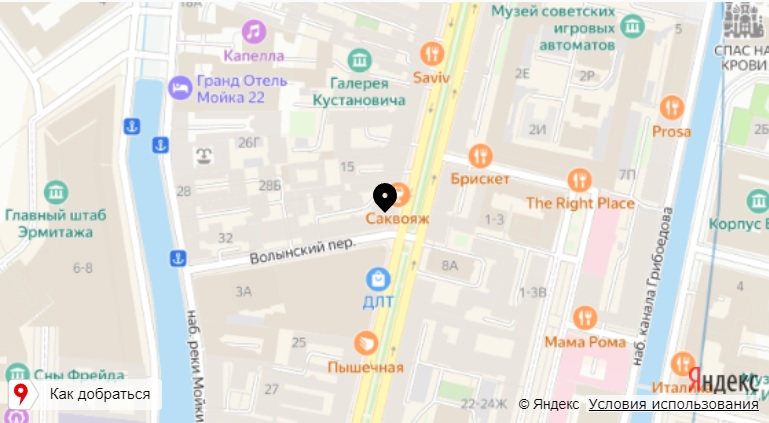 18А
Музей советских
игровых
автоматов
Капелла
СПАС НА
КРОВИ
Saviv
Галерея
Кустановича
2Е
2Р
Гранд Отель
Мойка 22
Prosa
2И
2Б
26Г
15
7П
Брискет
28
28Б
The Right Place
Главный штаб
Эрмитажа
Саквояж
1-3
Корпус
32
Волынский пер.
8А
6-8
ДЛТ
4
3А
1-3В
наб. канала Грибоедова
наб. реки Мойки
25
Мама Рома
27
Пышечная
Сны Фрейда
Как добраться
22-24Ж
Яндекс
© Яндекс Условия использования